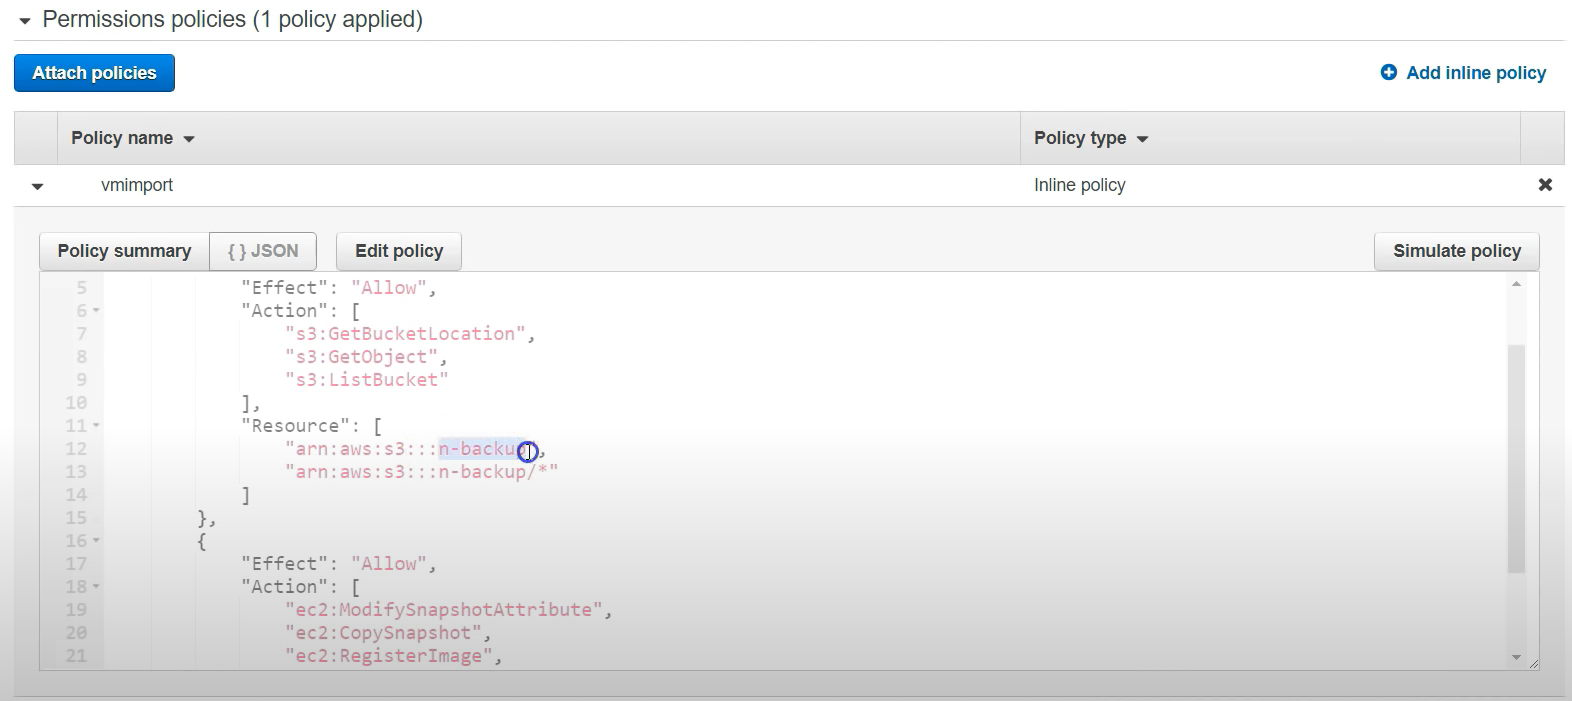 Permissions policies (1 policy applied)
Attach policies
Add inline policy
Policy name
Policy type
vmimport
Inline policy
Policy summary
{ } JSON
Edit policy
Simulate policy
5 "Effect": "Allow",
6 "Action": [
7 "s3:GetBucketLocation",
8 "s3:GetObject",
9 "s3:ListBucket"
10 ],
11 "Resource": [
12 "arn:aws:s3:::n-backup",
13 "arn:aws:s3:::n-backup/*"
14 ]
15 },
16 {
17 "Effect": "Allow",
18 "Action": [
19 "ec2:ModifySnapshotAttribute",
20 "ec2:CopySnapshot",
21 "ec2:RegisterImage",